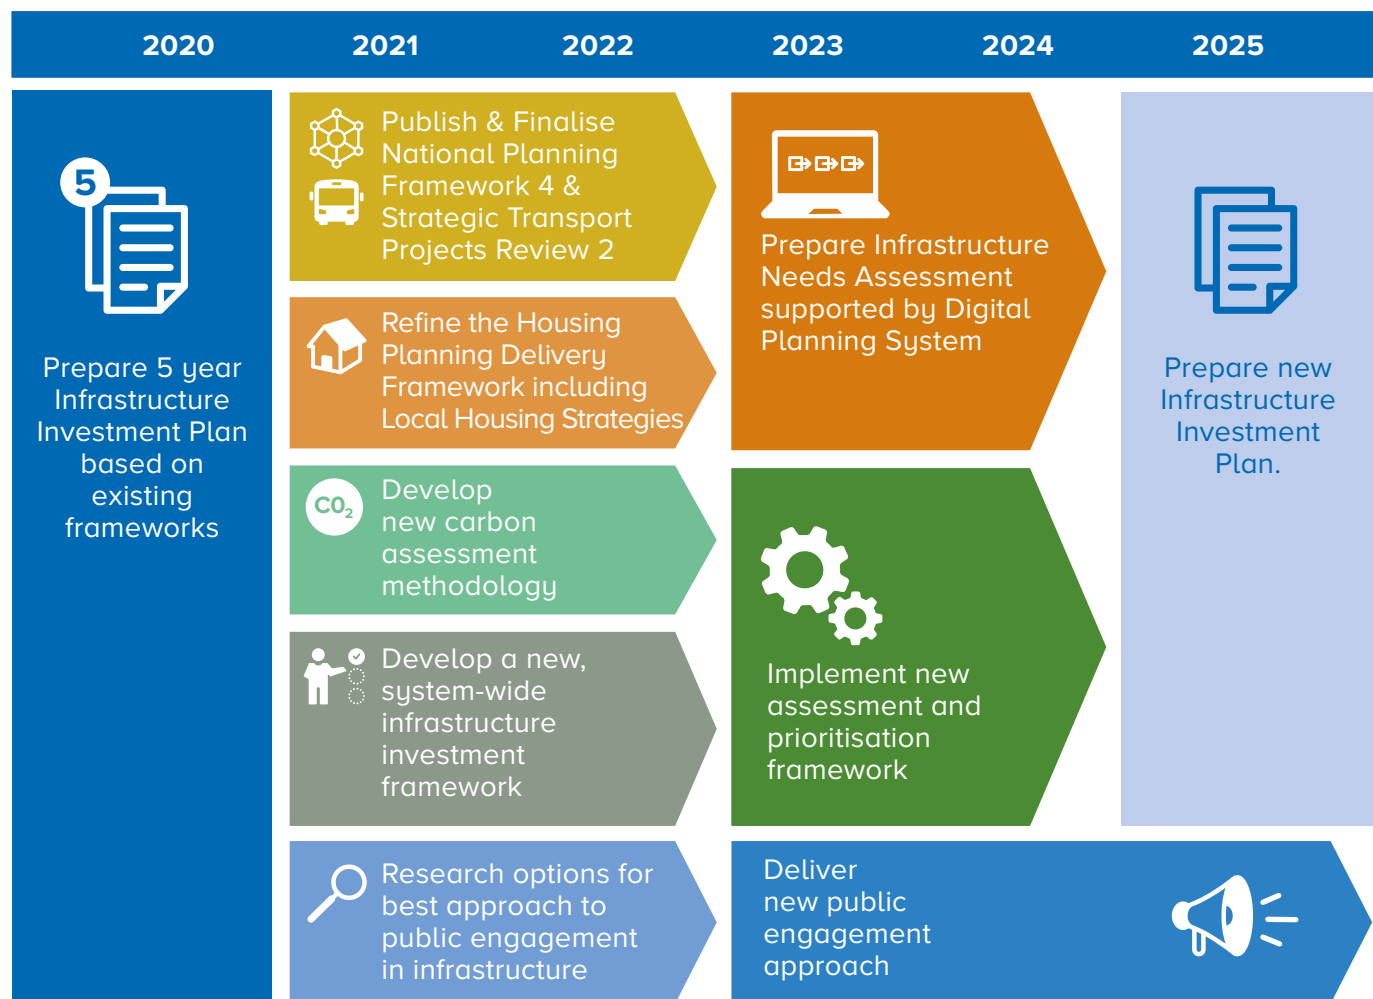 2020 2021 2022 2023 2024 2025
5
Prepare 5 year
Infrastructure
Investment Plan
based on
existing
frameworks
Publish & Finalise
National Planning
Framework 4 &
Strategic Transport
Projects Review 2
Refine the Housing
Planning Delivery
Framework including
Local Housing Strategies
C0₂
Develop
new carbon
assessment
methodology
Develop a new,
system-wide
infrastructure
investment
framework
Research options for
best approach to
public engagement
in infrastructure
Prepare Infrastructure
Needs Assessment
supported by Digital
Planning System
Implement new
assessment and
prioritisation
framework
Deliver
new public
engagement
approach
Prepare new
Infrastructure
Investment
Plan.